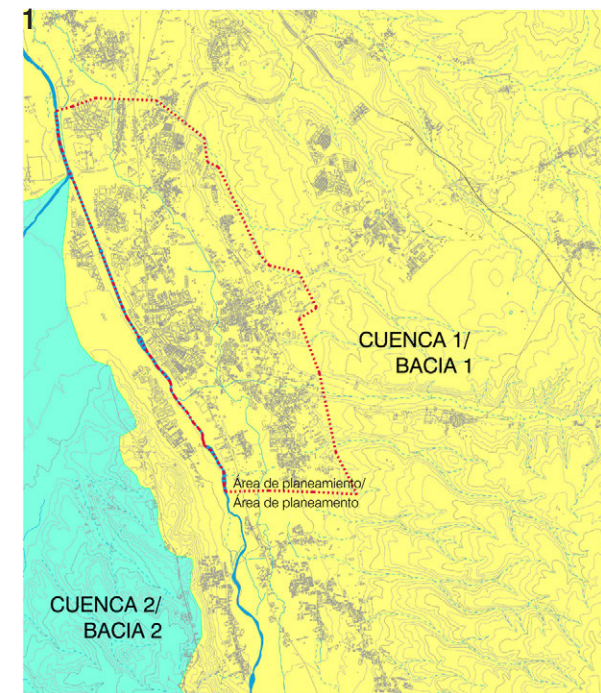 1
CUENCA 1/
BACIA 1
Área de planeamiento/
Área de planeamento
CUENCA 2/
BACIA 2